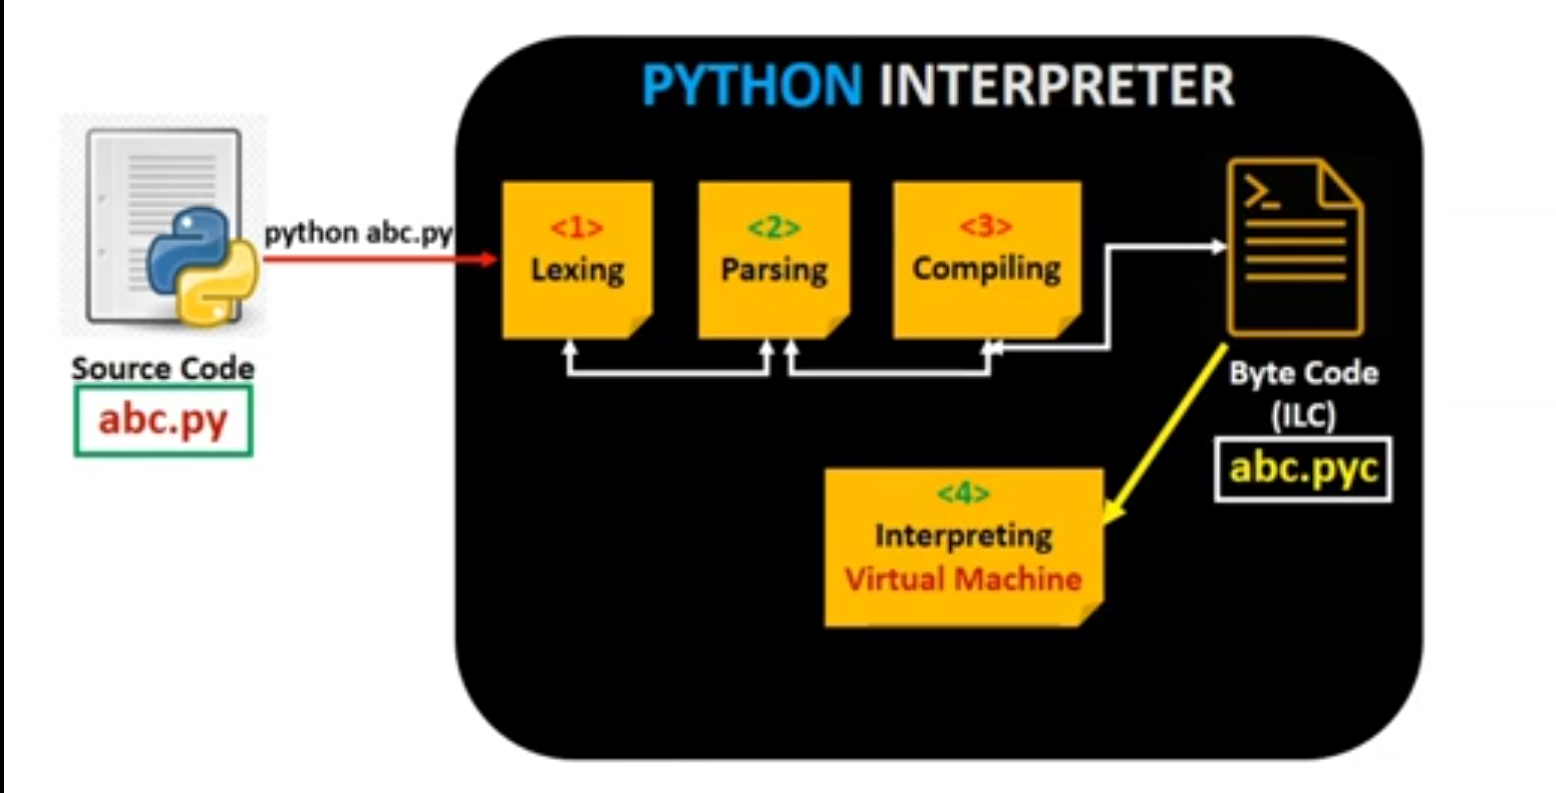 PYTHON INTERPRETER
python abc.py
Source Code
abc.py
<1>
Lexing
<2>
Parsing
<3>
Compiling
>_
Byte Code
(ILC)
abc.pyc
<4>
Interpreting
Virtual Machine